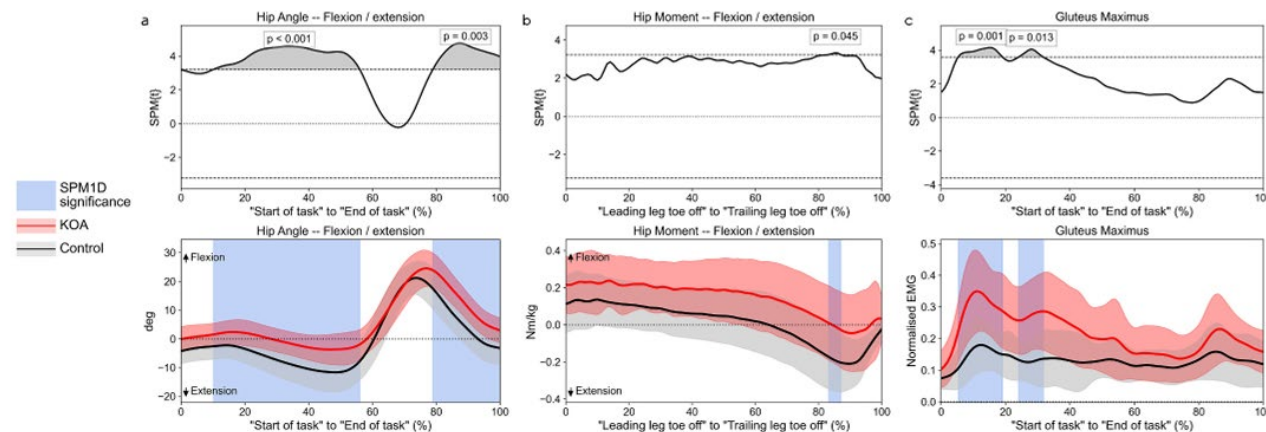 a
Hip Angle -- Flexion / extension
p < 0.001
p = 0.003
SPM{t}
4
2
0
−2
0 20 40 60 80 100
"Start of task" to "End of task" (%)
b
Hip Moment -- Flexion / extension
p = 0.045
SPM{t}
4
2
0
−2
0 20 40 60 80 100
"Leading leg toe off" to "Trailing leg toe off" (%)
c
Gluteus Maximus
p = 0.001
p = 0.013
SPM{t}
4
2
0
−2
−4
0 20 40 60 80 100
"Start of task" to "End of task" (%)
SPM1D
significance
KOA
Control
Hip Angle -- Flexion / extension
Flexion
Extension
deg
30
20
10
0
−10
−20
0 20 40 60 80 100
"Start of task" to "End of task" (%)
Hip Moment -- Flexion / extension
Flexion
Extension
Nm/kg
0.4
0.2
0.0
−0.2
−0.4
0 20 40 60 80 100
"Leading leg toe off" to "Trailing leg toe off" (%)
Gluteus Maximus
Normalised EMG
0.5
0.4
0.3
0.2
0.1
0.0
0 20 40 60 80 100
"Start of task" to "End of task" (%)